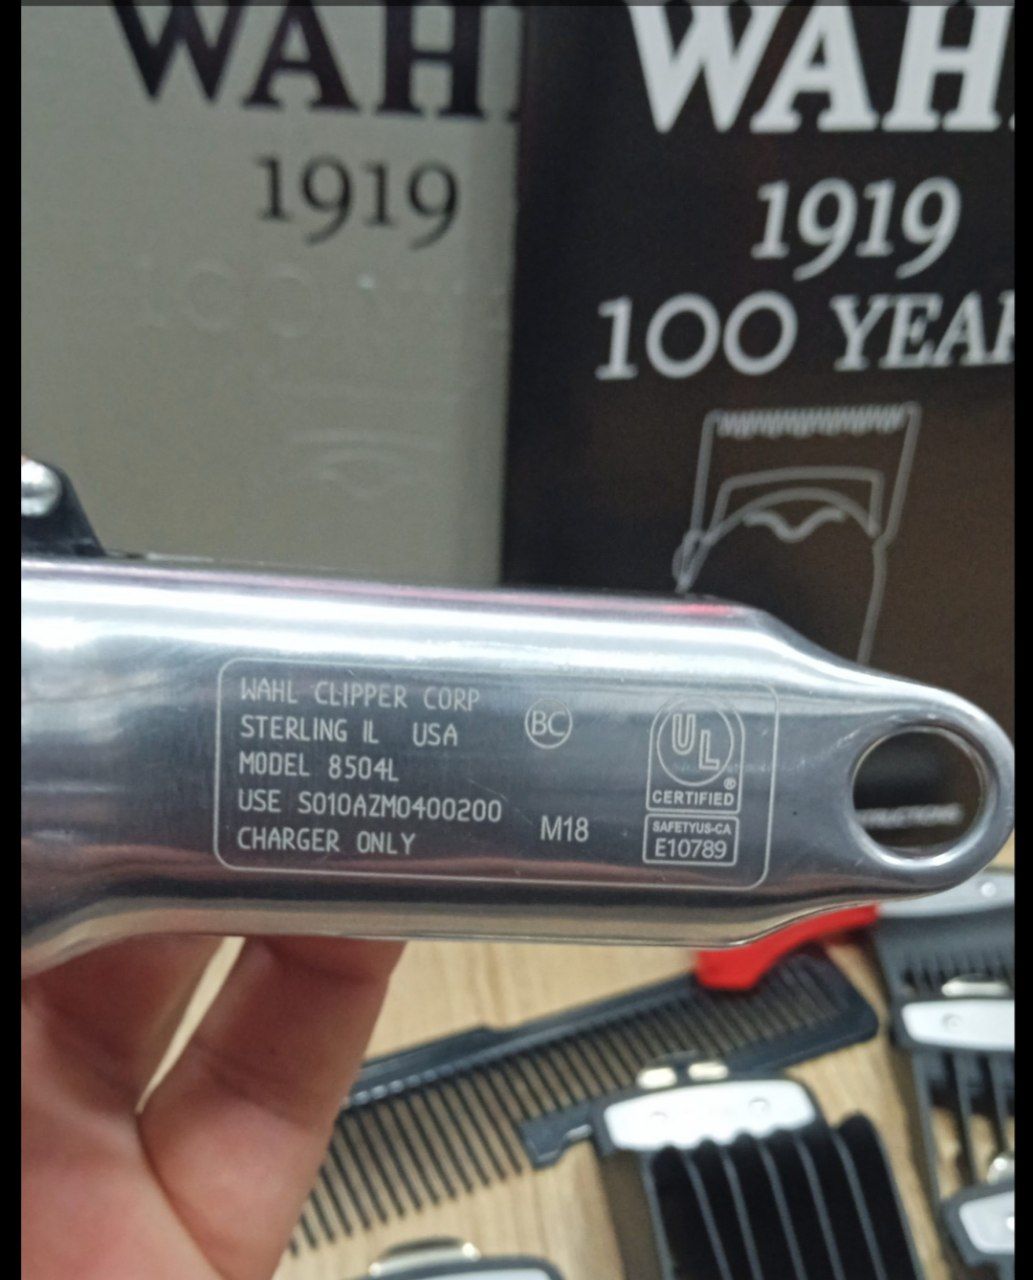 WAH
1919
100
WAH
1919
100 YEA
WAHL CLIPPER CORP
STERLING IL USA
MODEL 8504L
USE S010AZM0400200
CHARGER ONLY
BC
M18
UL
®
CERTIFIED
SAFETYUS-CA
E10789